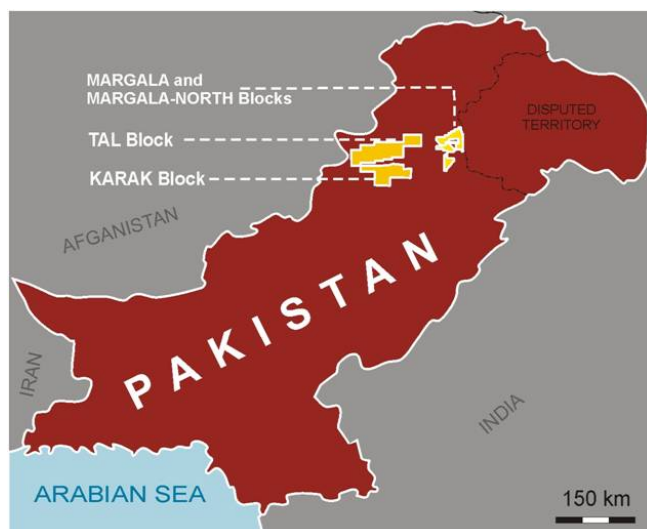 MARGALA and
MARGALA-NORTH Blocks
DISPUTED
TERRITORY
TAL Block
KARAK Block
AFGANISTAN
PAKISTAN
IRAN
INDIA
ARABIAN SEA
150 km